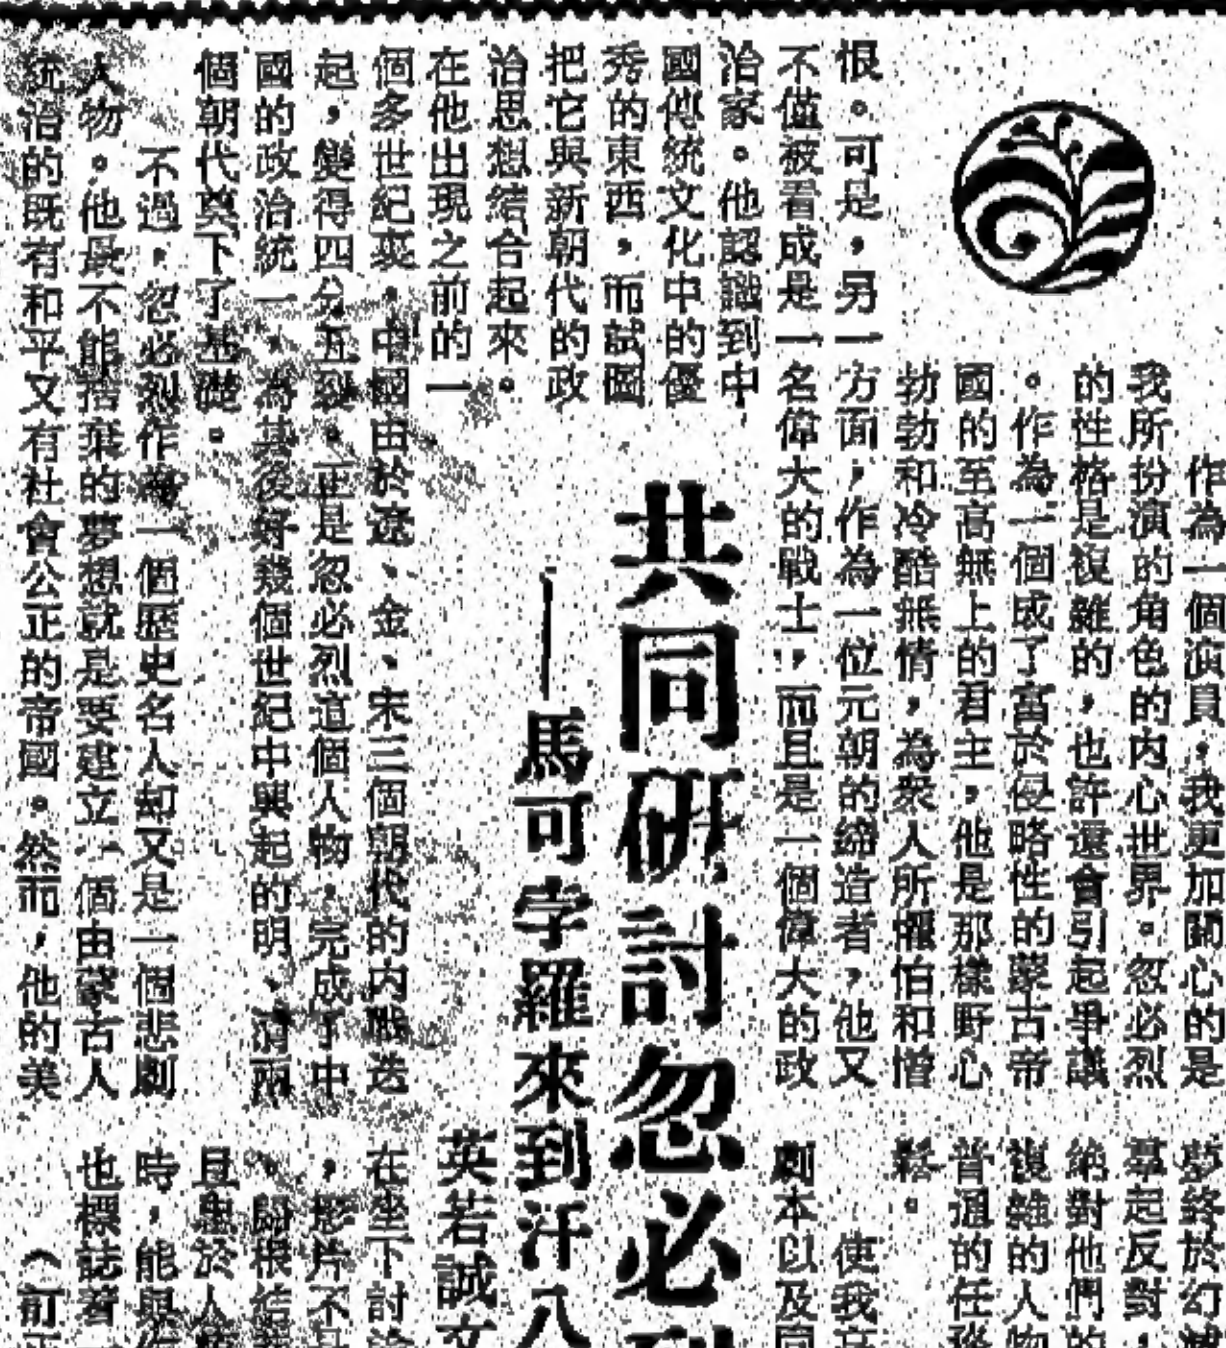 共同研討忽必
——馬可孛羅來到汗八
英若誠文
作為一個演員，我更加關心的是
我所扮演的角色的內心世界。忽必烈
的性格是複雜的，也許還會引起爭議
。作為一個成了富於侵略性的蒙古帝
國的至高無上的君主，他是那樣野心
勃勃和冷酷無情，為衆人所懼怕和憎
恨。可是，另一方面，作為一位元朝的締造者，他又
不僅被看成是一名偉大的戰士，而且是一個偉大的政
治家。他認識到中
國傳統文化中的優
秀的東西，而試圖
把它與新朝代的政
治思想結合起來。
在他出現之前的一
個多世紀裏，中國由於遼、金、宋三個朝代的內戰迭
起，變得四分五裂。正是忽必烈這個人物，完成了中
國的政治統一，為其後好幾個世紀中興起的明、清兩
個朝代奠下了基礎。
不過，忽必烈作為一個歷史名人却又是一個悲劇
人物。他最不能捨棄的夢想就是要建立一個由蒙古人
統治的既有和平又有社會公正的帝國。然而，他的美
夢終於幻滅
羣起反對，
絕對他們的
複雜的人物
普通的任務
鬆。
使我
劇本以及同
在坐下討論
，影片不是
且忠於人
時，能與作
也標誌著